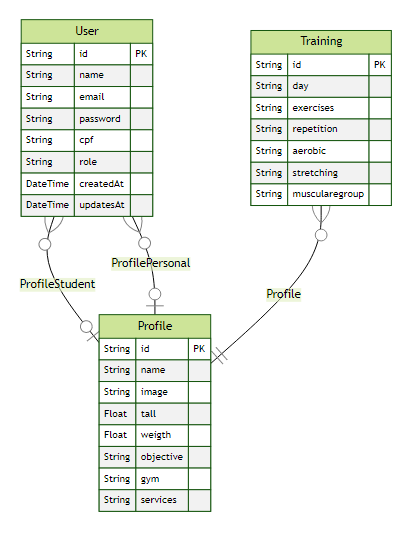 User
String id PK
String name
String email
String password
String cpf
String role
DateTime createdAt
DateTime updatesAt
Training
String id PK
String day
String exercises
String repetition
String aerobic
String stretching
String muscularegroup
ProfilePersonal
ProfileStudent
Profile
Profile
String id PK
String name
String image
Float tall
Float weigth
String objective
String gym
String services